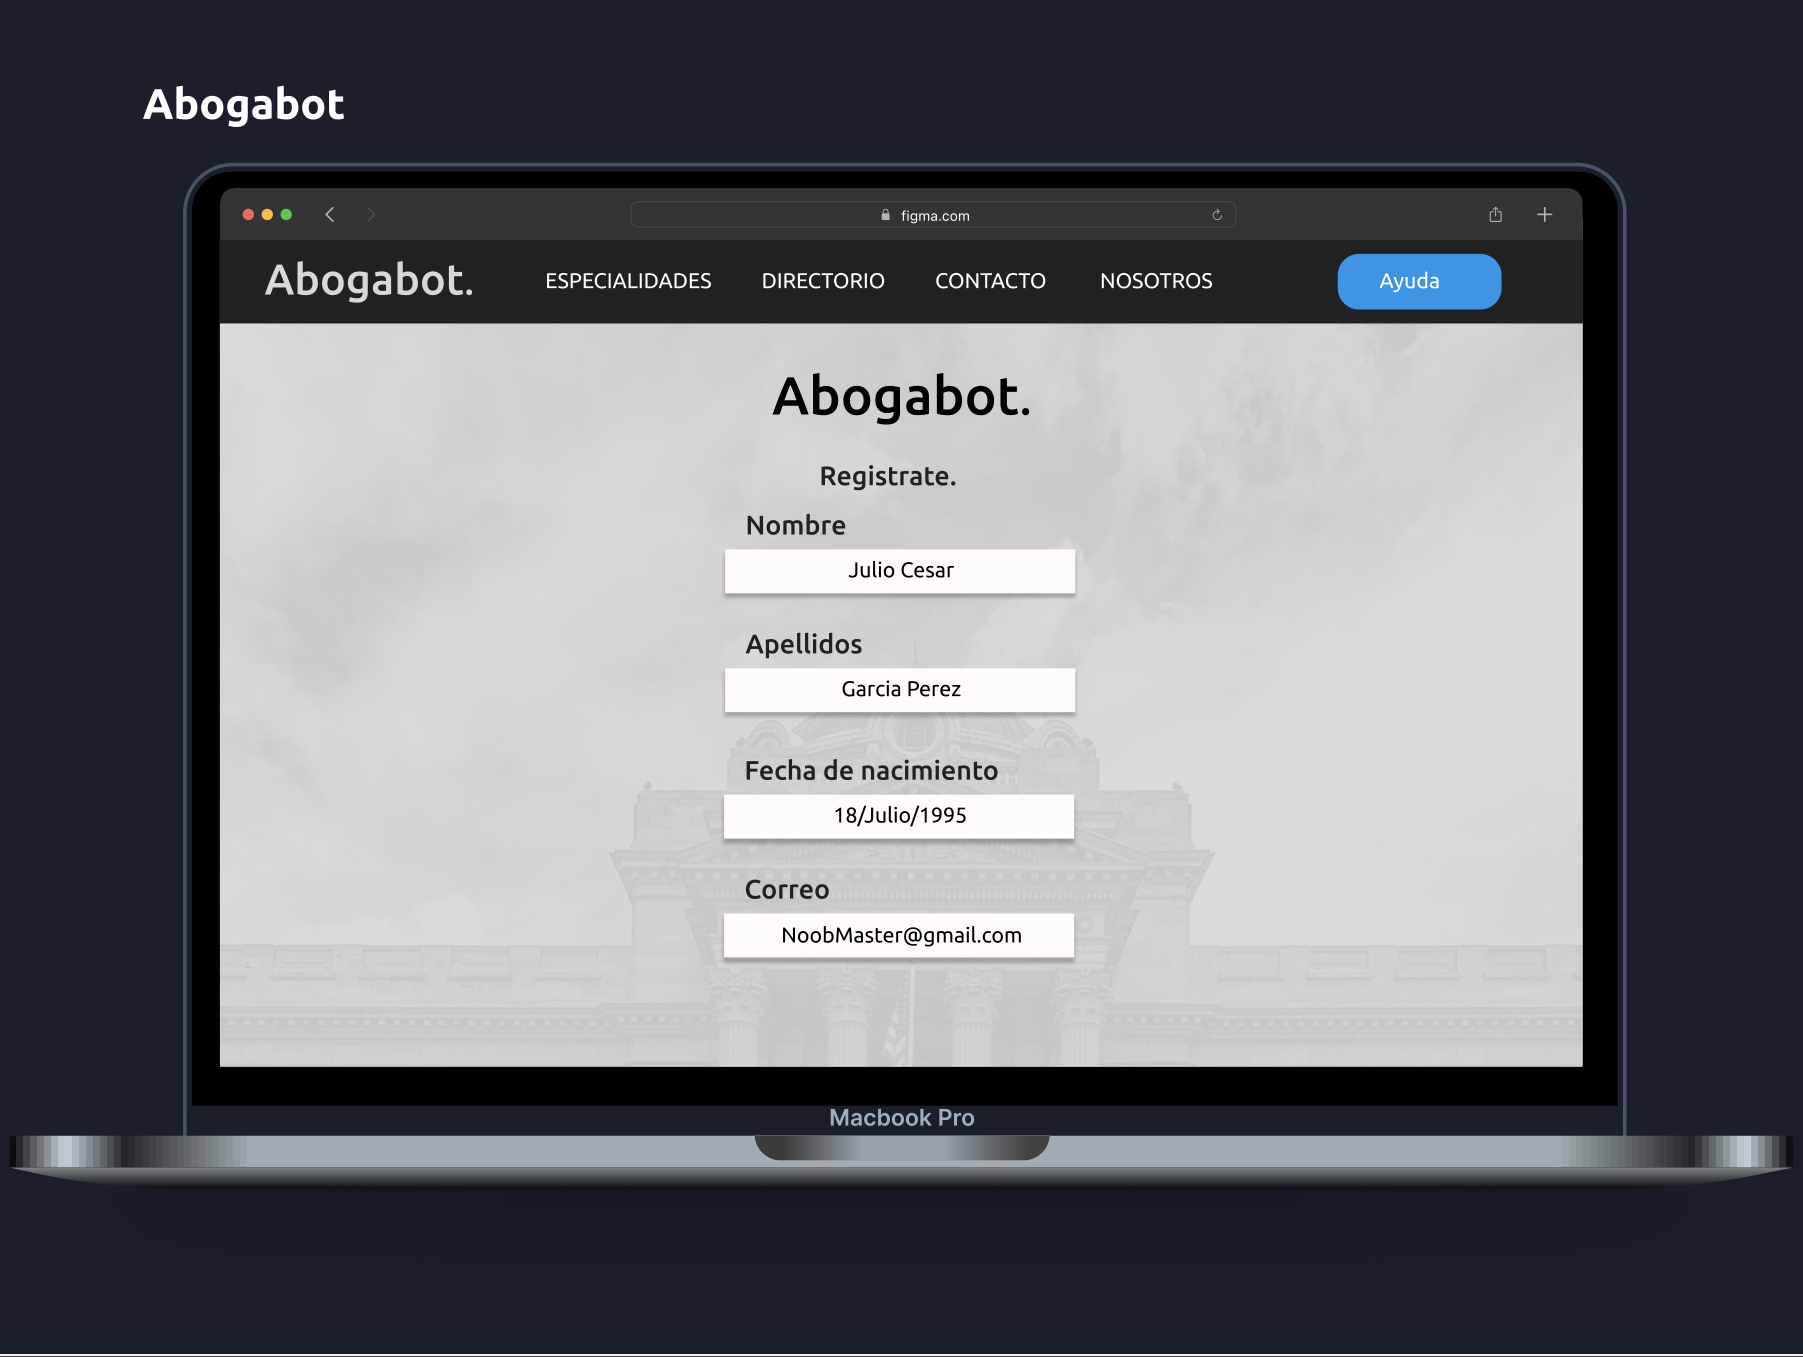 Abogabot
figma.com
Abogabot.
ESPECIALIDADES
DIRECTORIO
CONTACTO
NOSOTROS
Ayuda
Abogabot.
Registrate.
Nombre
Julio Cesar
Apellidos
Garcia Perez
Fecha de nacimiento
18/Julio/1995
Correo
NoobMaster@gmail.com
Macbook Pro